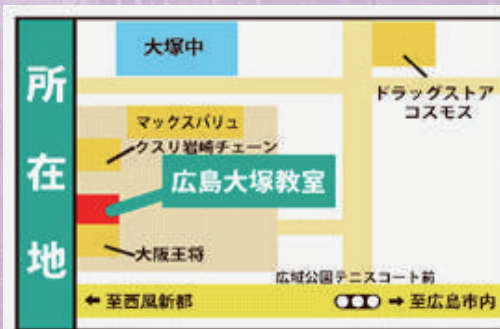 所在地
大塚中
ドラッグストア
コスモス
マックスバリュ
クスリ岩崎チェーン
広島大塚教室
大阪王将
広域公園テニスコート前
← 至西風新都
→ 至広島市内